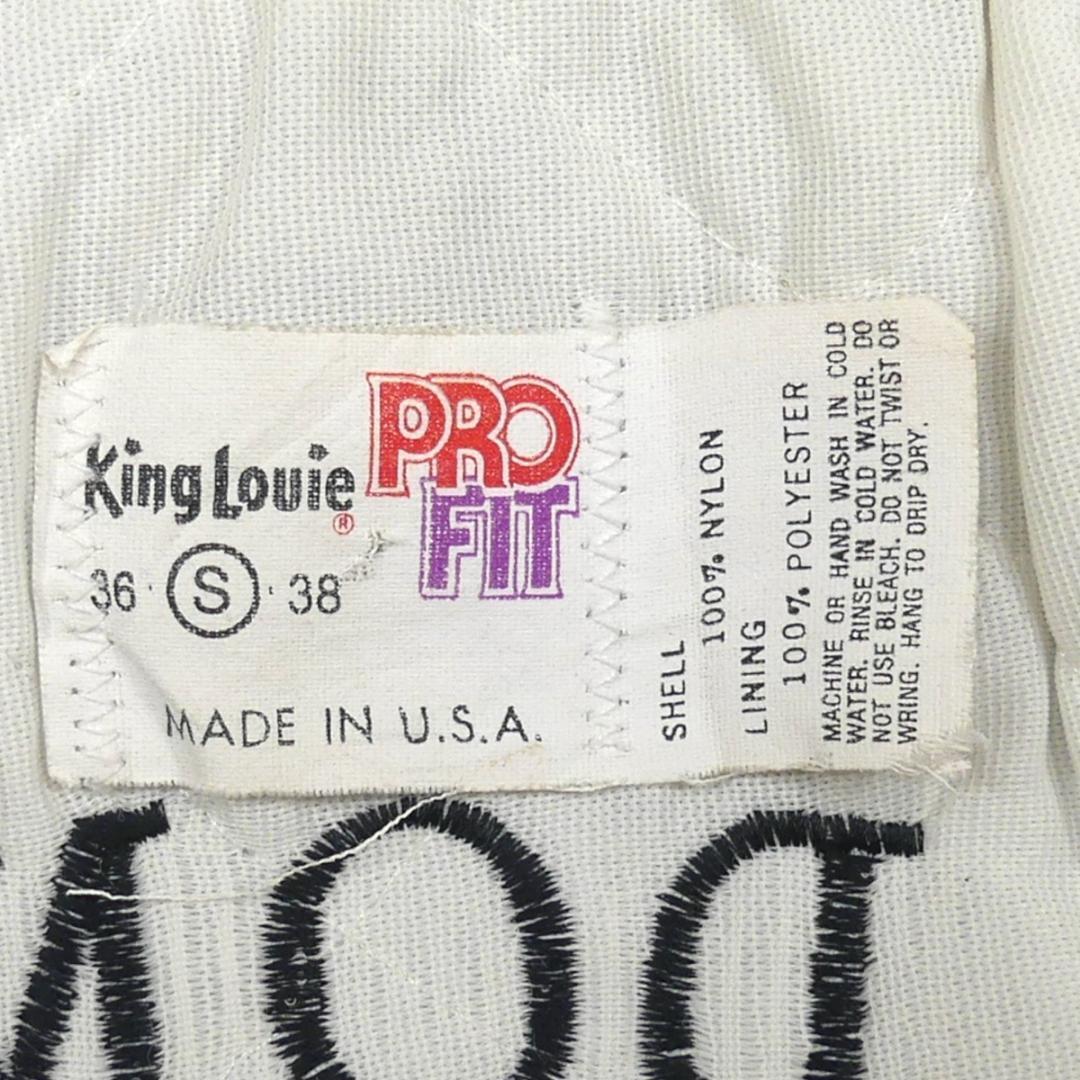 King Louie
®
PRO
FIT
36 · S · 38
MADE IN U.S.A.
SHELL
100% NYLON
LINING
100% POLYESTER
MACHINE OR HAND WASH IN COLD
WATER. RINSE IN COLD WATER. DO
NOT USE BLEACH. DO NOT TWIST OR
WRING. HANG TO DRIP DRY.